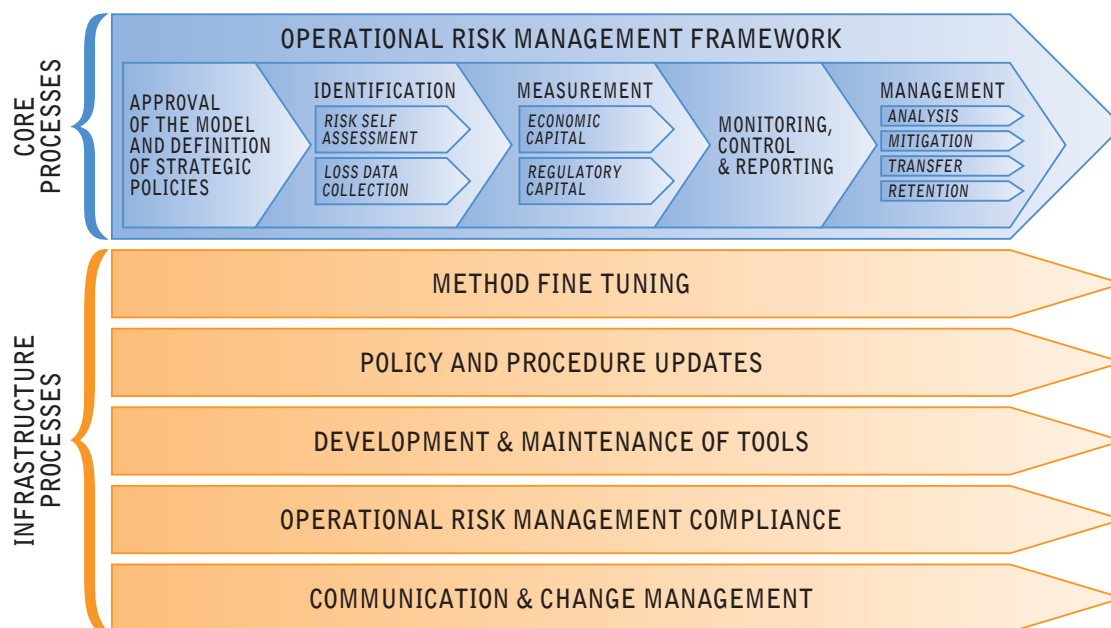 CORE
PROCESSES
OPERATIONAL RISK MANAGEMENT FRAMEWORK
APPROVAL
OF THE MODEL
AND DEFINITION
OF STRATEGIC
POLICIES
IDENTIFICATION
RISK SELF
ASSESSMENT
LOSS DATA
COLLECTION
MEASUREMENT
ECONOMIC
CAPITAL
REGULATORY
CAPITAL
MONITORING,
CONTROL
& REPORTING
MANAGEMENT
ANALYSIS
MITIGATION
TRANSFER
RETENTION
INFRASTRUCTURE
PROCESSES
METHOD FINE TUNING
POLICY AND PROCEDURE UPDATES
DEVELOPMENT & MAINTENANCE OF TOOLS
OPERATIONAL RISK MANAGEMENT COMPLIANCE
COMMUNICATION & CHANGE MANAGEMENT